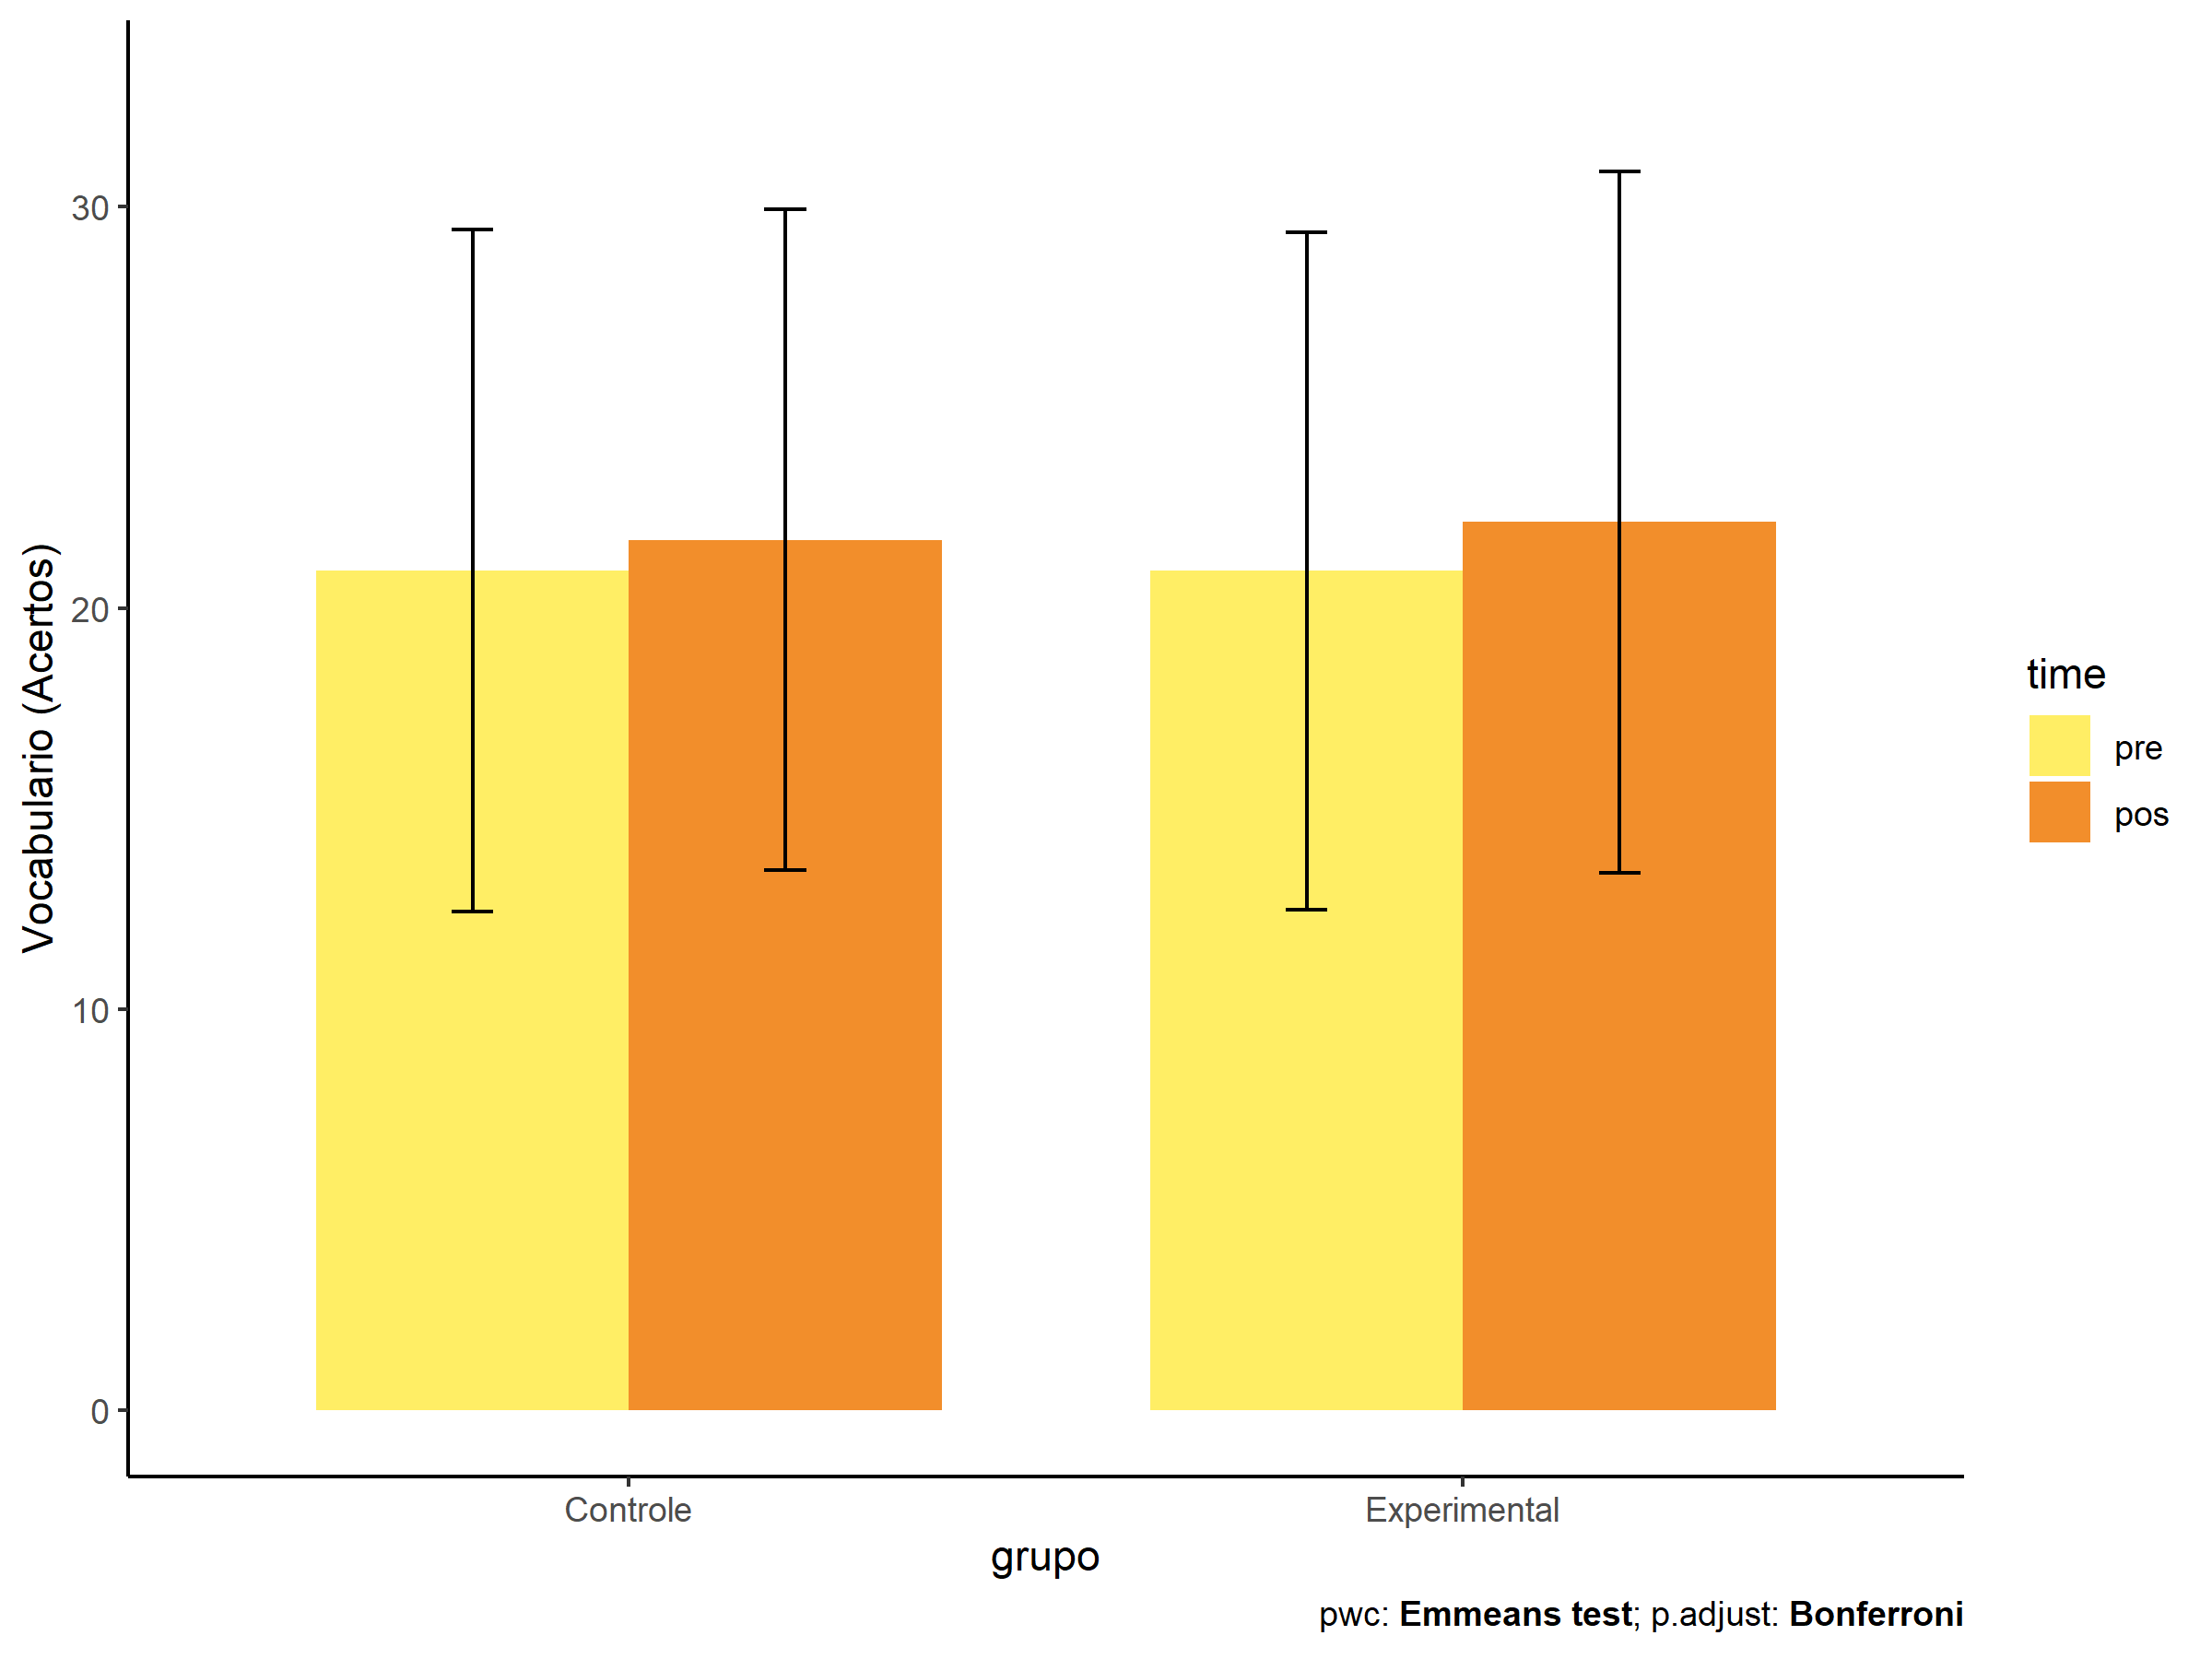 Vocabulario (Acertos)
30
20
10
0
Controle
Experimental
grupo
time
pre
pos
pwc: Emmeans test; p.adjust: Bonferroni